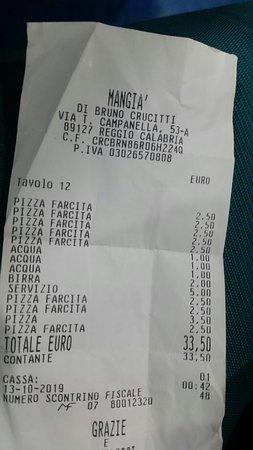 MANGIA'
DI BRUNO CRUCITTI
VIA T. CAMPANELLA, 53-A
89127 REGGIO CALABRIA
C.F. CRCBRN86R06H224Q
P.IVA 03026570808
Tavolo 12 EURO
PIZZA FARCITA 2.50
PIZZA FARCITA 2.50
PIZZA FARCITA 2.50
PIZZA FARCITA 2.50
PIZZA FARCITA 2.50
ACQUA 1.00
ACQUA 1.00
ACQUA 1.00
BIRRA 2.00
SERVIZIO 5.00
PIZZA FARCITA 2.50
PIZZA FARCITA 2.50
PIZZA 3.50
PIZZA FARCITA 2.50
TOTALE EURO 33,50
CONTANTE 33,50
CASSA: 01
13-10-2019 00:42
NUMERO SCONTRINO FISCALE 48
MF 07 80012320
GRAZIE
E